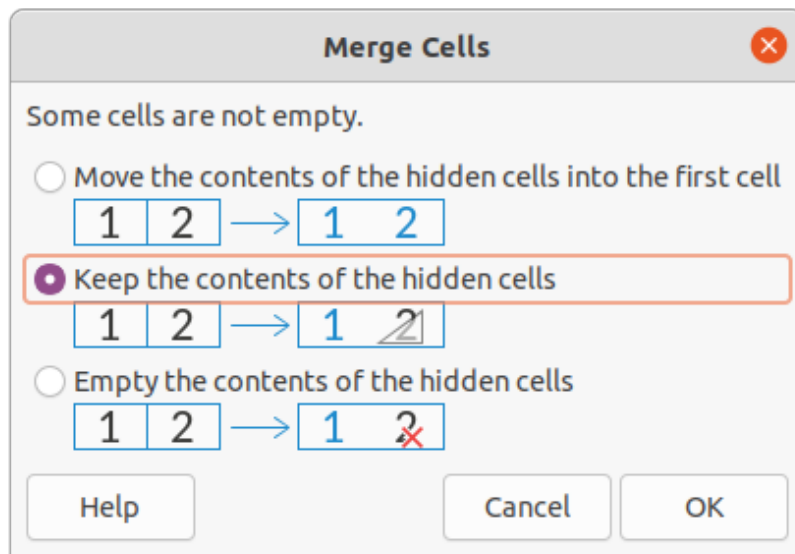 Merge Cells
Some cells are not empty.
Move the contents of the hidden cells into the first cell
1 2 1 2
Keep the contents of the hidden cells
1 2 1 2
Empty the contents of the hidden cells
1 2 1 2
Help Cancel OK